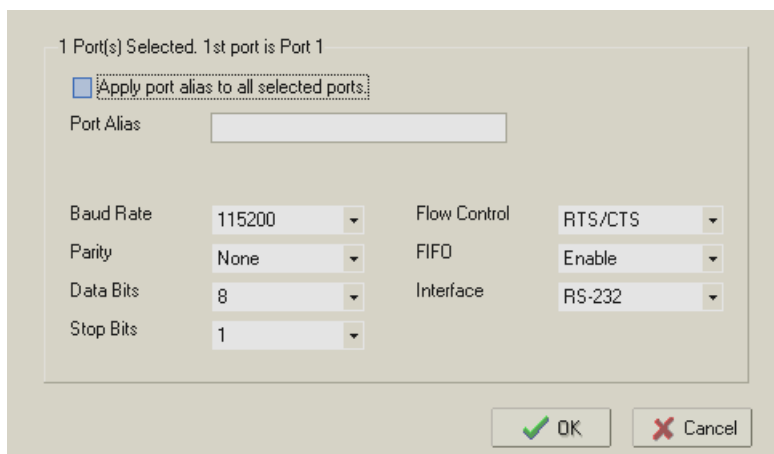 1 Port(s) Selected. 1st port is Port 1
Apply port alias to all selected ports.
Port Alias
Baud Rate 115200 Flow Control RTS/CTS
Parity None FIFO Enable
Data Bits 8 Interface RS-232
Stop Bits 1
OK Cancel